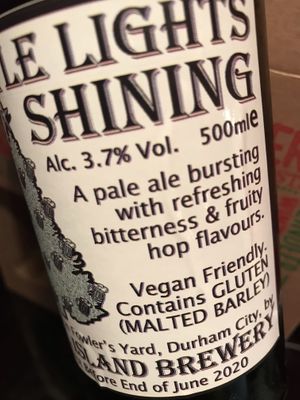 LE LIGHTS
SHINING
Alc. 3.7% Vol. 500mle
A pale ale bursting
with refreshing
bitterness & fruity
hop flavours.
Vegan Friendly.
Contains GLUTEN
(MALTED BARLEY)
Fowler's Yard, Durham City, by
LAND BREWERY
Before End of June 2020